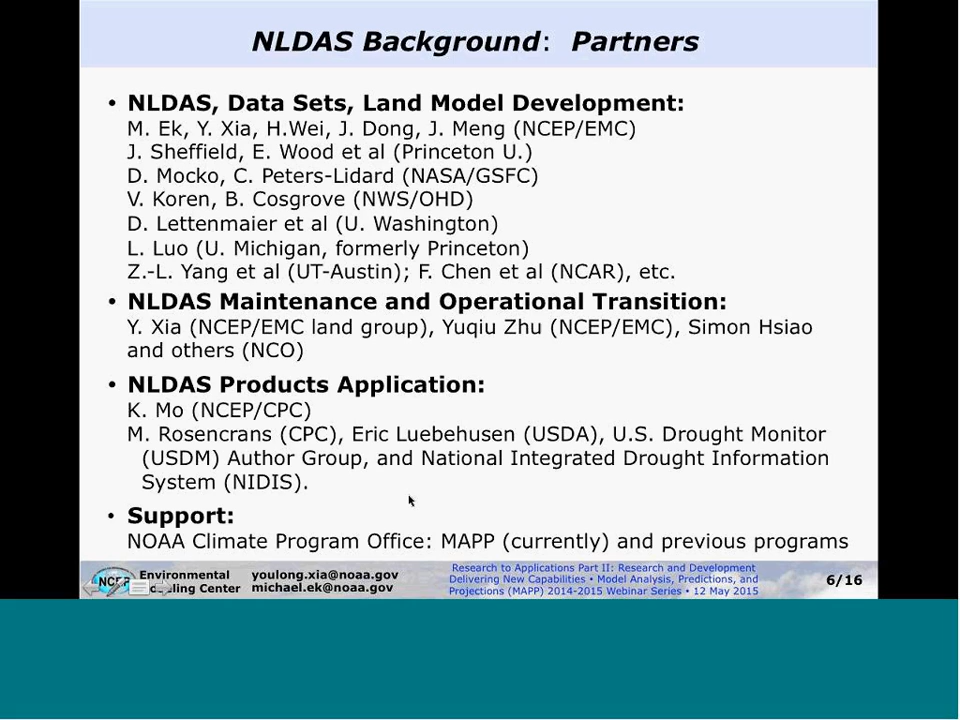 NLDAS Background:  Partners
• NLDAS, Data Sets, Land Model Development:
M. Ek, Y. Xia, H.Wei, J. Dong, J. Meng (NCEP/EMC)
J. Sheffield, E. Wood et al (Princeton U.)
D. Mocko, C. Peters-Lidard (NASA/GSFC)
V. Koren, B. Cosgrove (NWS/OHD)
D. Lettenmaier et al (U. Washington)
L. Luo (U. Michigan, formerly Princeton)
Z.-L. Yang et al (UT-Austin); F. Chen et al (NCAR), etc.
• NLDAS Maintenance and Operational Transition:
Y. Xia (NCEP/EMC land group), Yuqiu Zhu (NCEP/EMC), Simon Hsiao
and others (NCO)
• NLDAS Products Application:
K. Mo (NCEP/CPC)
M. Rosencrans (CPC), Eric Luebehusen (USDA), U.S. Drought Monitor
(USDM) Author Group, and National Integrated Drought Information
System (NIDIS).
• Support:
NOAA Climate Program Office: MAPP (currently) and previous programs
NCEP
Environmental
Center
youlong.xia@noaa.gov
michael.ek@noaa.gov
Research to Applications Part II: Research and Development
Delivering New Capabilities • Model Analysis, Predictions, and
Projections (MAPP) 2014-2015 Webinar Series • 12 May 2015
6/16